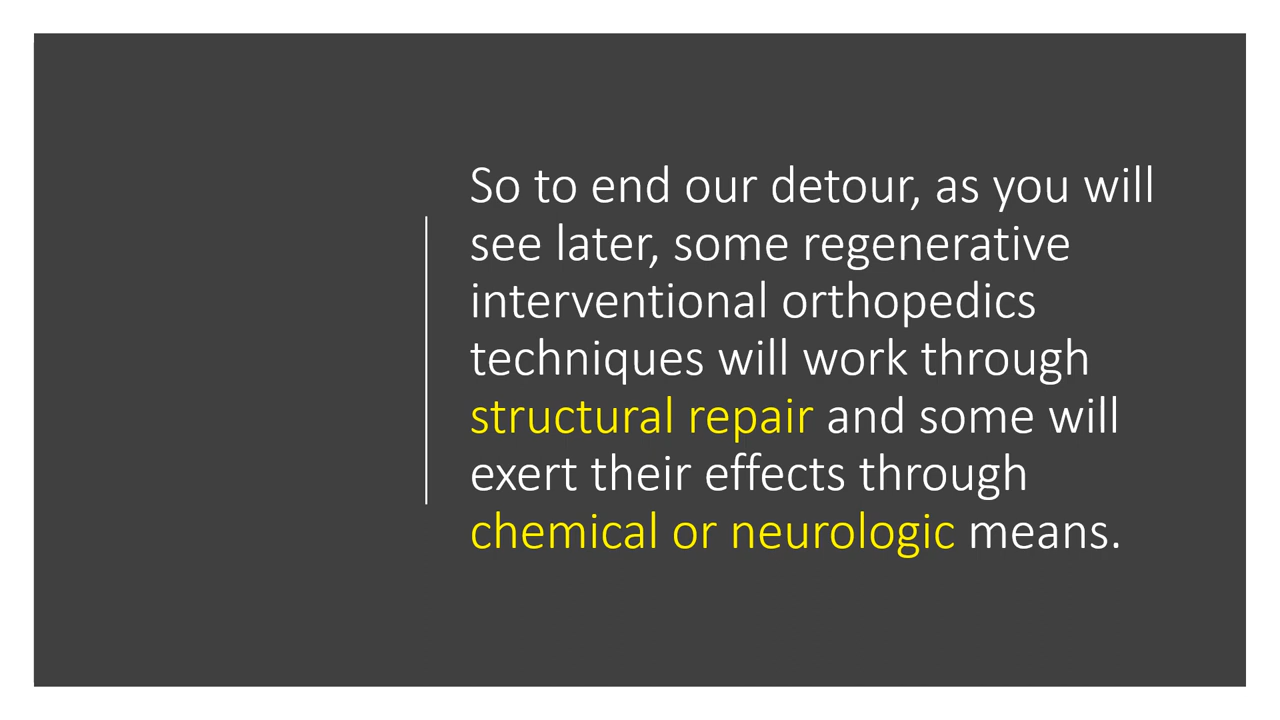 So to end our detour, as you will
see later, some regenerative
interventional orthopedics
techniques will work through
structural repair and some will
exert their effects through
chemical or neurologic means.